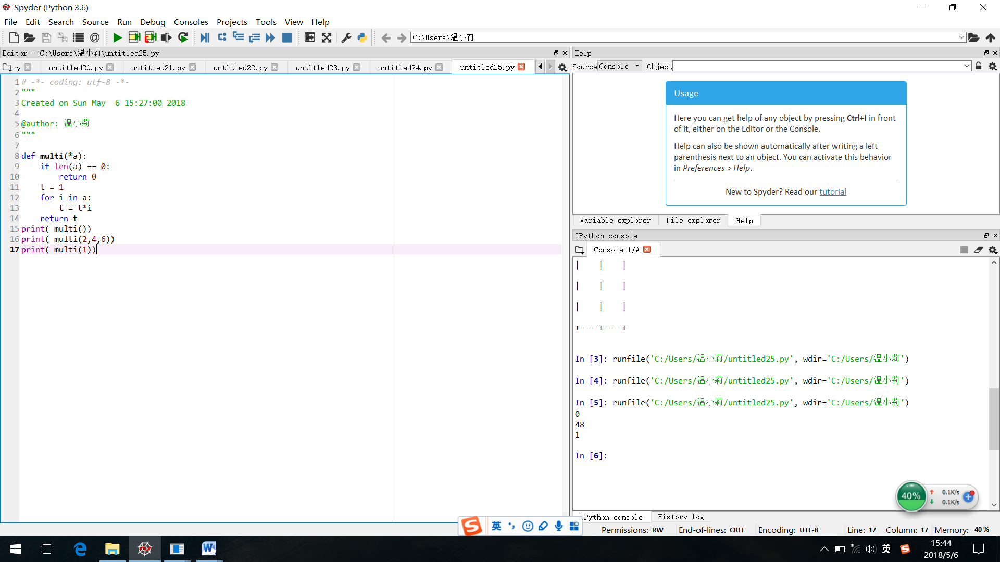 Spyder (Python 3.6)
File Edit Search Source Run Debug Consoles Projects Tools View Help
C:\Users\温小莉
Editor - C:\Users\温小莉\untitled25.py
py untitled20.py untitled21.py untitled22.py untitled23.py untitled24.py untitled25.py
1 # -*- coding: utf-8 -*-
2 """
3 Created on Sun May  6 15:27:00 2018
4
5 @author: 温小莉
6 """
7
8 def multi(*a):
9     if len(a) == 0:
10         return 0
11     t = 1
12     for i in a:
13         t = t*i
14     return t
15 print( multi())
16 print( multi(2,4,6))
17 print( multi(1))
Help
Source Console Object
Usage
Here you can get help of any object by pressing Ctrl+I in front
of it, either on the Editor or the Console.
Help can also be shown automatically after writing a left
parenthesis next to an object. You can activate this behavior
in Preferences > Help.
New to Spyder? Read our tutorial
Variable explorer File explorer Help
IPython console
Console 1/A
|    |    |
|    |    |
|    |    |
+----+----+
In [3]: runfile('C:/Users/温小莉/untitled25.py', wdir='C:/Users/温小莉')
In [4]: runfile('C:/Users/温小莉/untitled25.py', wdir='C:/Users/温小莉')
In [5]: runfile('C:/Users/温小莉/untitled25.py', wdir='C:/Users/温小莉')
0
48
1
In [6]:
40% 0.1K/s
0.1K/s
IPython console History log
英
Permissions: RW End-of-lines: CRLF Encoding: UTF-8 Line: 17 Column: 17 Memory: 40 %
英
15:44
2018/5/6